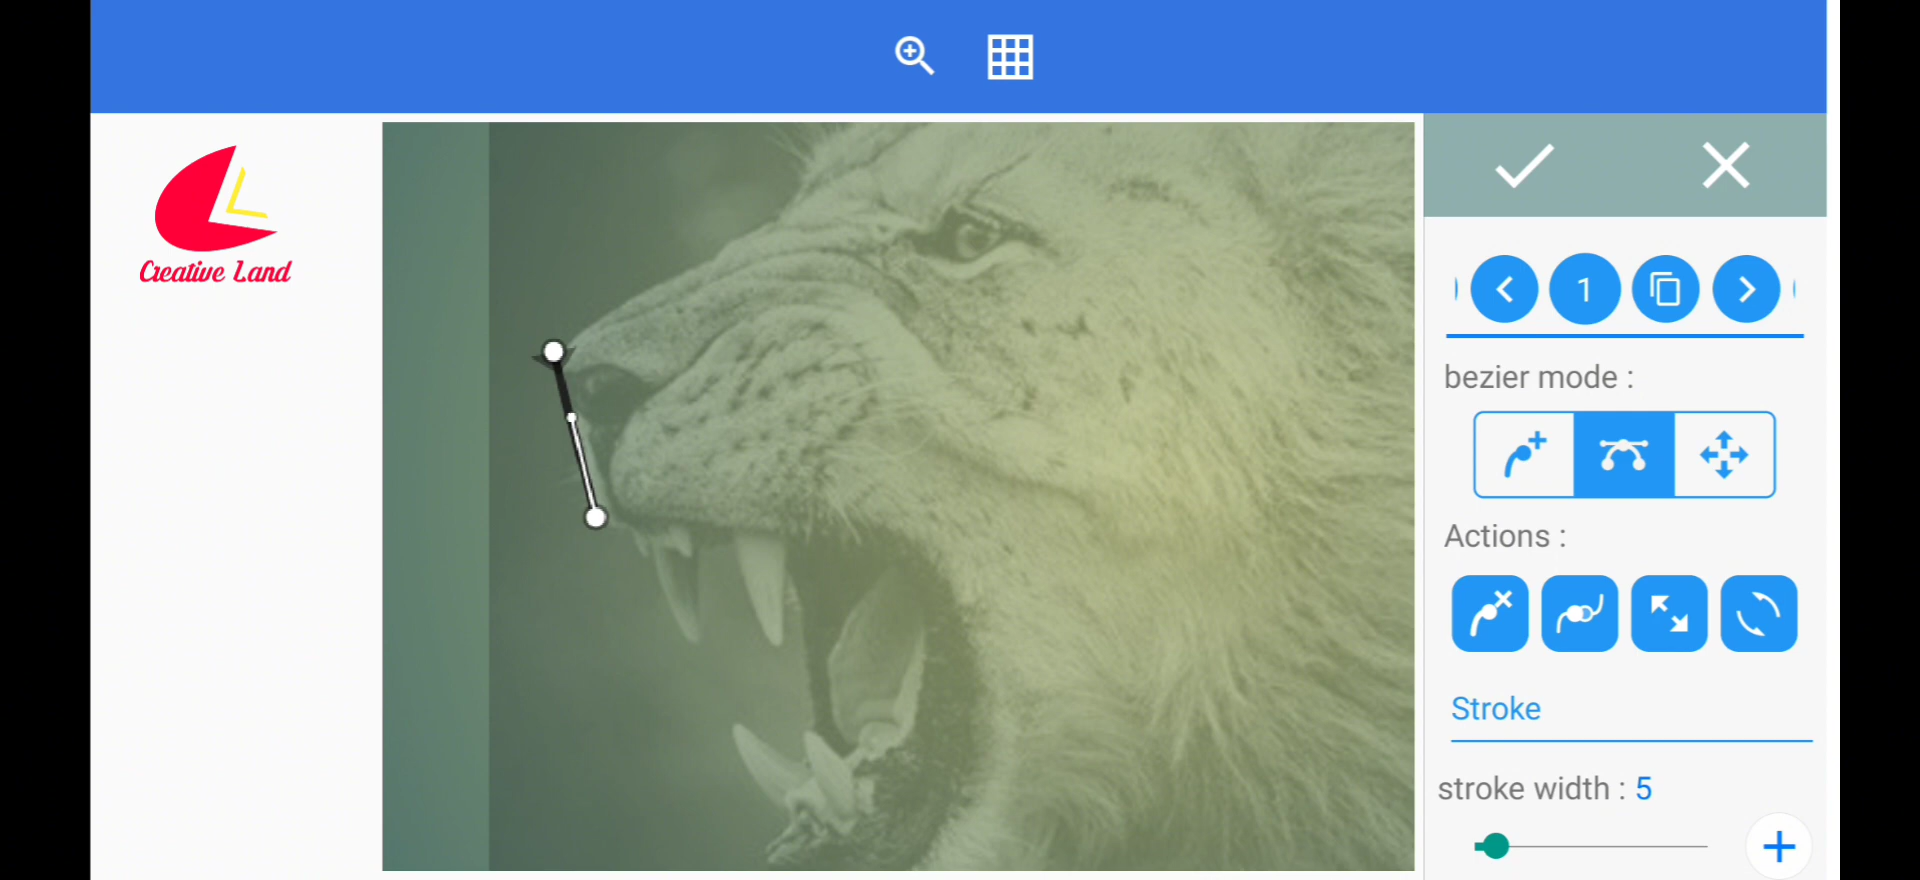 Creative Land
1
bezier mode :
Actions :
Stroke
stroke width : 5